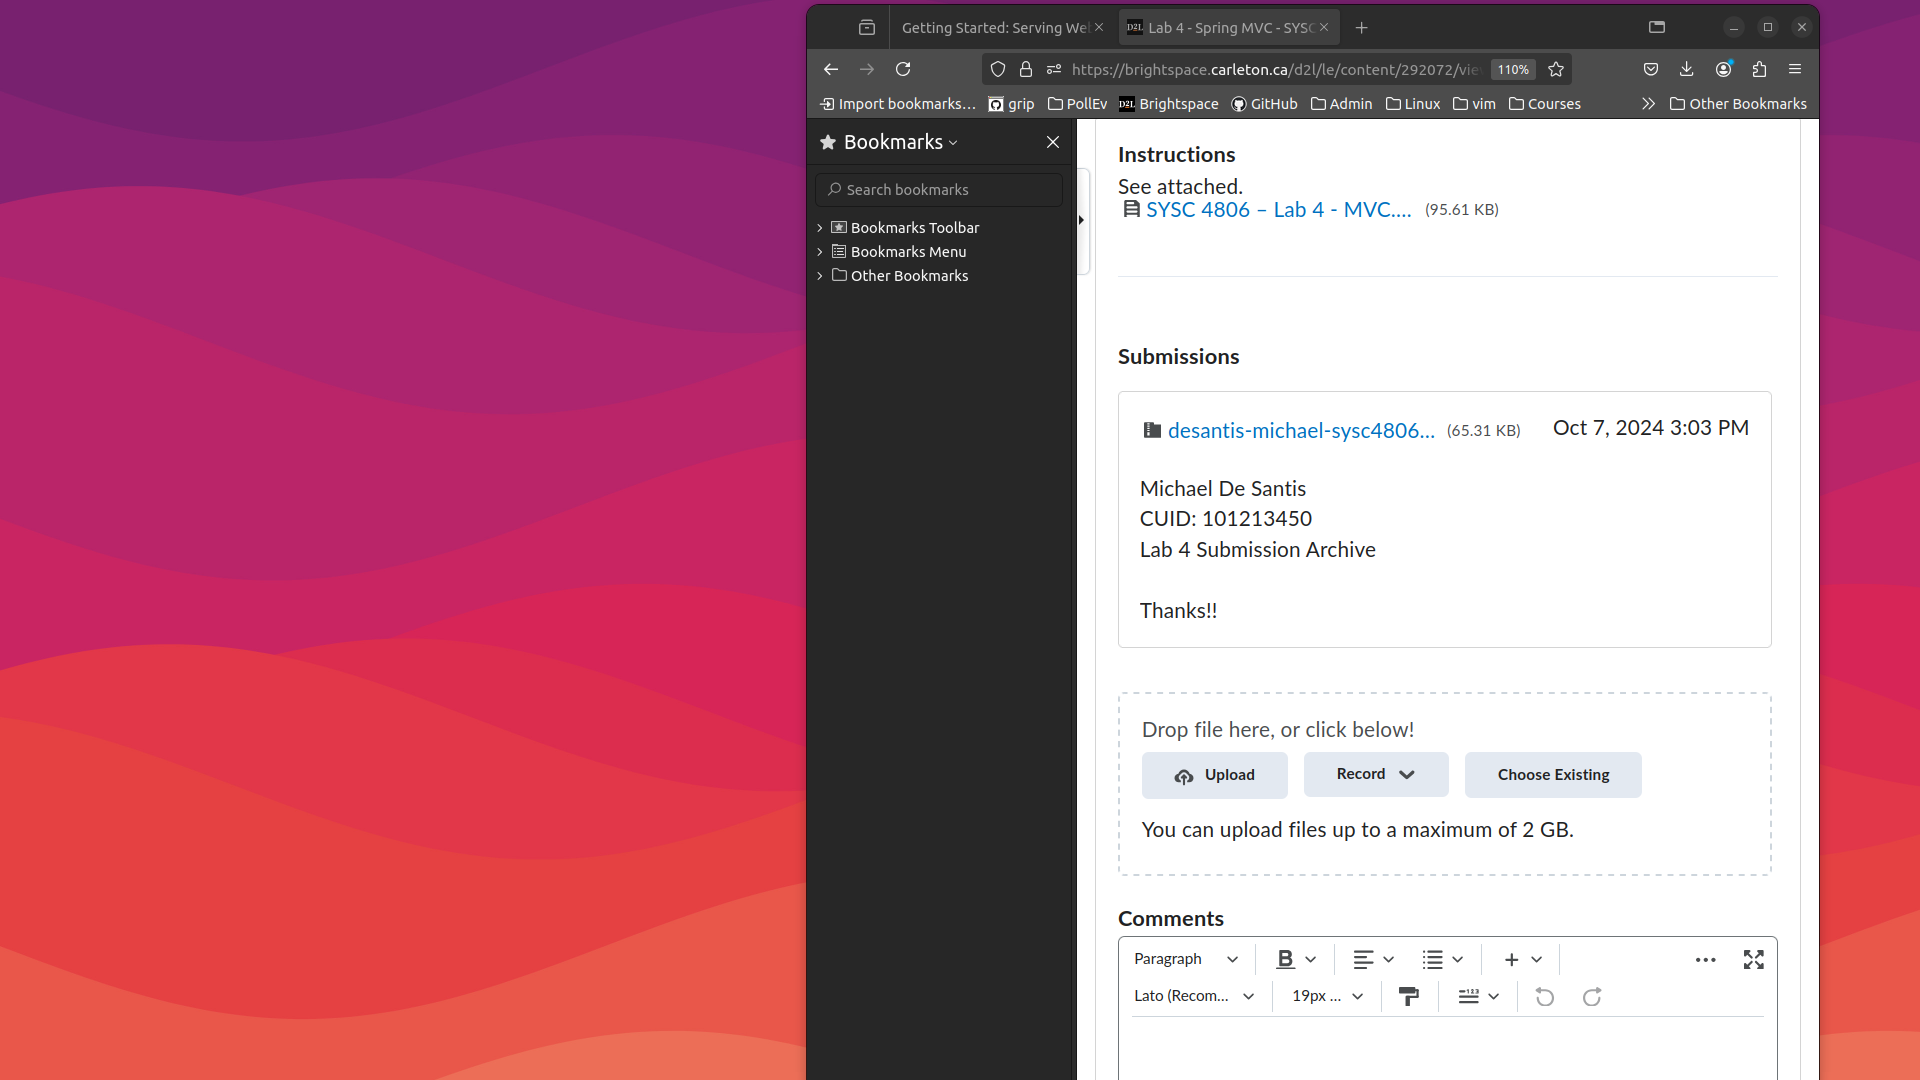 Getting Started: Serving Wel
D2L Lab 4 - Spring MVC - SYSC
https://brightspace.carleton.ca/d2l/le/content/292072/vie
110%
Import bookmarks…
grip
PollEv
D2L Brightspace
GitHub
Admin
Linux
vim
Courses
Other Bookmarks
Bookmarks
Search bookmarks
Bookmarks Toolbar
Bookmarks Menu
Other Bookmarks
Instructions
See attached.
SYSC 4806 – Lab 4 - MVC.... (95.61 KB)
Submissions
desantis-michael-sysc4806... (65.31 KB) Oct 7, 2024 3:03 PM
Michael De Santis
CUID: 101213450
Lab 4 Submission Archive
Thanks!!
Drop file here, or click below!
Upload
Record
Choose Existing
You can upload files up to a maximum of 2 GB.
Comments
Paragraph
B
Lato (Recom...
19px ...